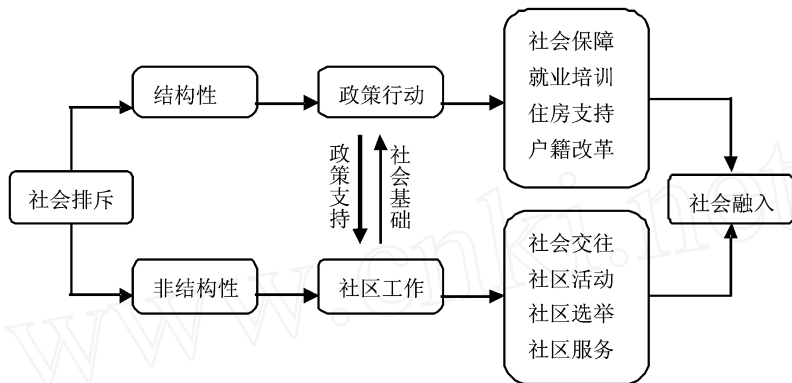 社会保障
就业培训
住房支持
户籍改革
结构性
政策行动
政策支持
社会基础
社会排斥
社会融入
社会交往
社区活动
社区选举
社区服务
非结构性
社区工作
www.cnki.net